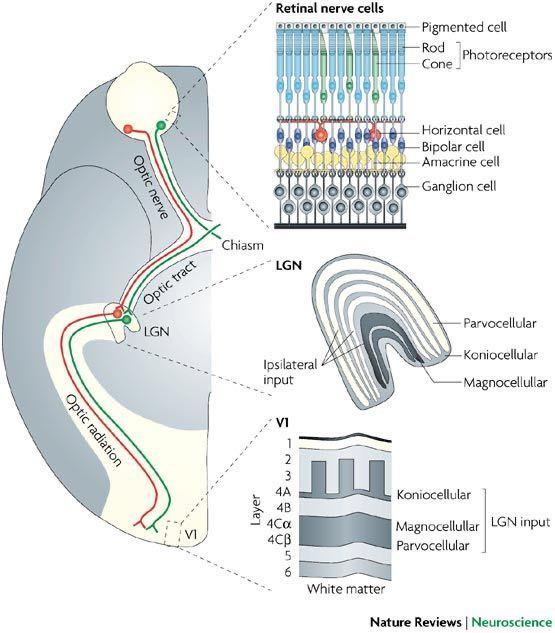 Retinal nerve cells
Pigmented cell
Rod
Cone
Photoreceptors
Horizontal cell
Bipolar cell
Amacrine cell
Ganglion cell
Optic nerve
Chiasm
Optic tract
LGN
Optic radiation
V1
LGN
Parvocellular
Koniocellular
Magnocellullar
Ipsilateral
input
V1
Layer
1
2
3
4A
4B
4Cα
4Cβ
5
6
Koniocellular
Magnocellullar
Parvocellular
LGN input
White matter
Nature Reviews | Neuroscience